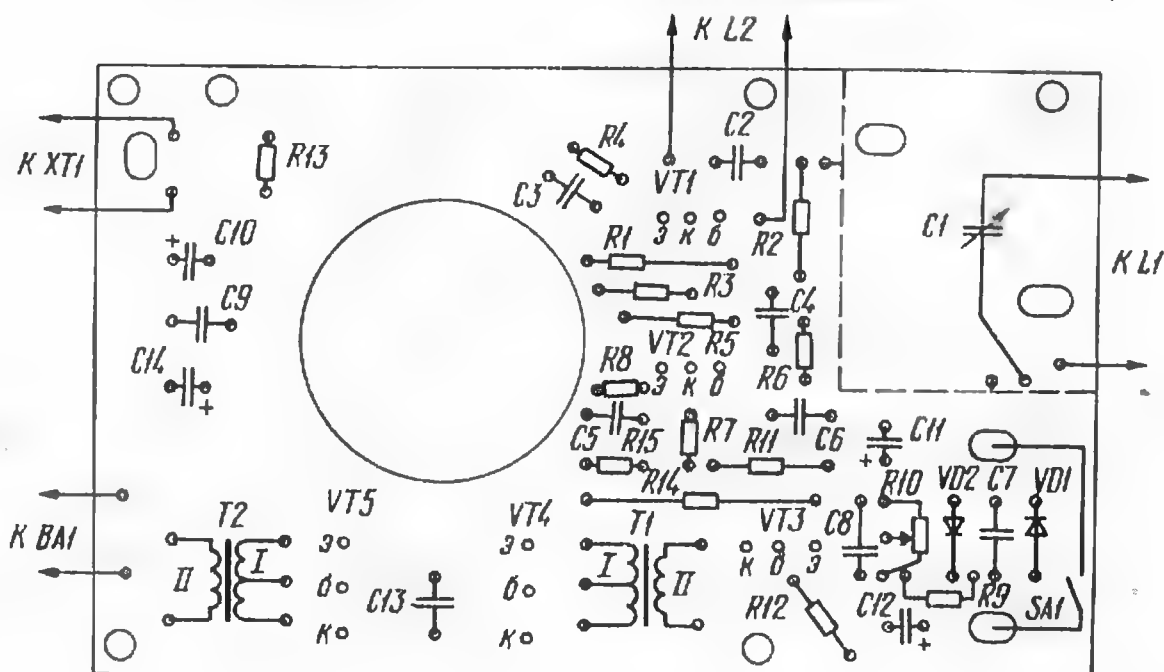 К L2
К ХТ1
R13
R4
C2
C3
VT1
э к б
R2
C1
К L1
C10
+
R1
C9
R3
C4
C14
+
R5
VT2
э к б
R8
R6
C5
R15
R7
R11
C6
C11
+
R14
R10
VD2
C7
VD1
К ВА1
T2
II
I
VT5
э
б
к
C13
VT4
э
б
к
T1
I
II
VT3
к б э
C8
R12
C12
+
R9
SA1